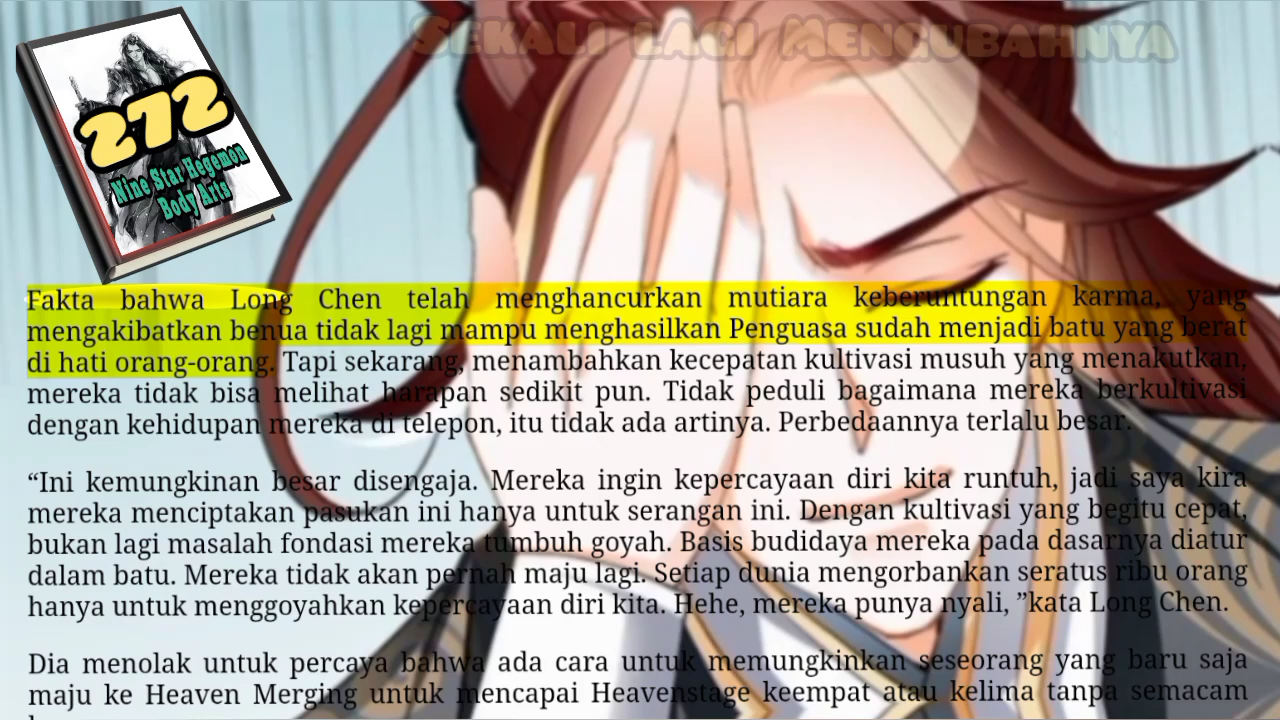 Sekali lagi Mengubahnya
272
Nine Star Hegemon
Body Arts
Fakta bahwa Long Chen telah menghancurkan mutiara keberuntungan karma, yang
mengakibatkan benua tidak lagi mampu menghasilkan Penguasa sudah menjadi batu yang berat
di hati orang-orang. Tapi sekarang, menambahkan kecepatan kultivasi musuh yang menakutkan,
mereka tidak bisa melihat harapan sedikit pun. Tidak peduli bagaimana mereka berkultivasi
dengan kehidupan mereka di telepon, itu tidak ada artinya. Perbedaannya terlalu besar.
“Ini kemungkinan besar disengaja. Mereka ingin kepercayaan diri kita runtuh, jadi saya kira
mereka menciptakan pasukan ini hanya untuk serangan ini. Dengan kultivasi yang begitu cepat,
bukan lagi masalah fondasi mereka tumbuh goyah. Basis budidaya mereka pada dasarnya diatur
dalam batu. Mereka tidak akan pernah maju lagi. Setiap dunia mengorbankan seratus ribu orang
hanya untuk menggoyahkan kepercayaan diri kita. Hehe, mereka punya nyali, ”kata Long Chen.
Dia menolak untuk percaya bahwa ada cara untuk memungkinkan seseorang yang baru saja
maju ke Heaven Merging untuk mencapai Heavenstage keempat atau kelima tanpa semacam